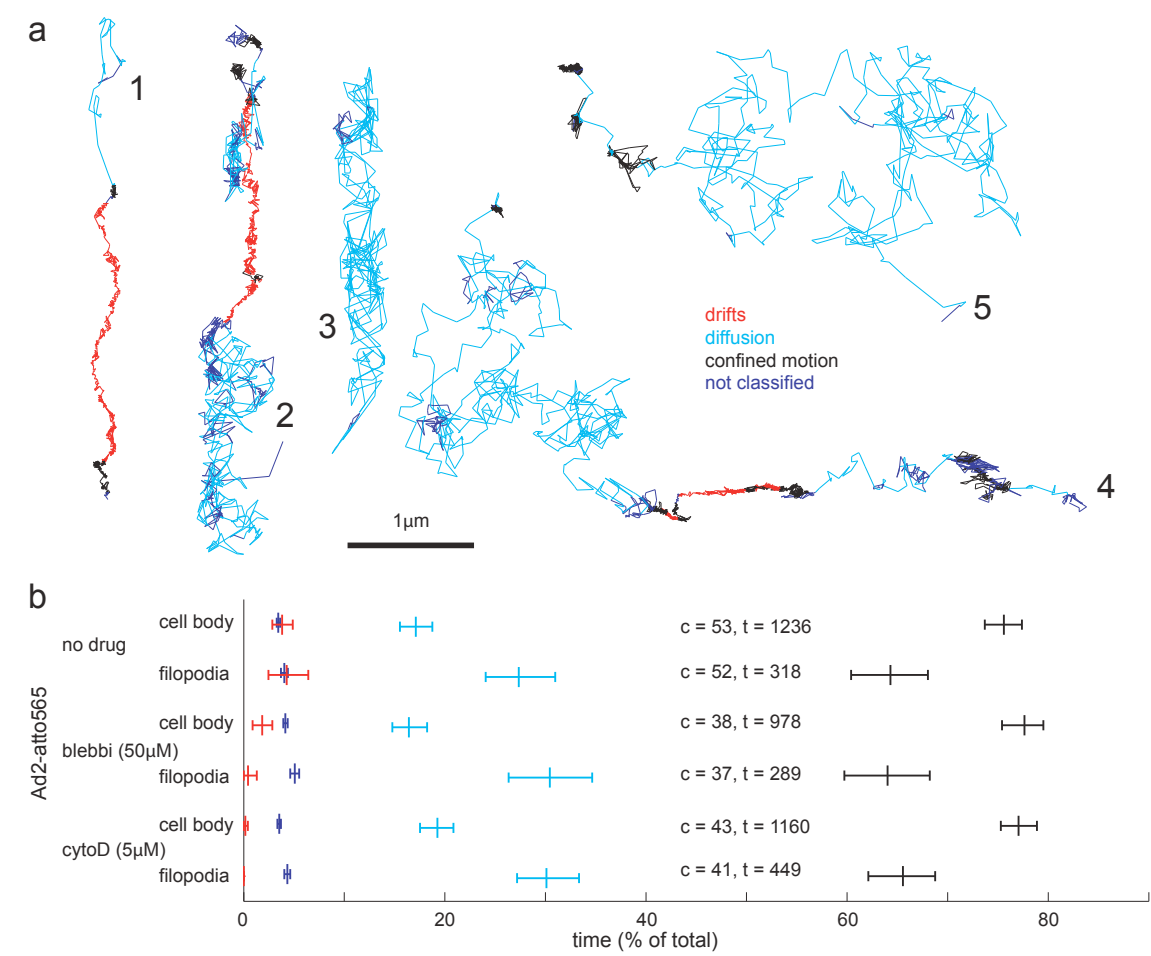 a
1
2
3
4
5
drifts
diffusion
confined motion
not classified
1μm
b
Ad2-atto565
no drug
cell body
c = 53, t = 1236
filopodia
c = 52, t = 318
blebbi (50μM)
cell body
c = 38, t = 978
filopodia
c = 37, t = 289
cytoD (5μM)
cell body
c = 43, t = 1160
filopodia
c = 41, t = 449
0 20 40 60 80
time (% of total)